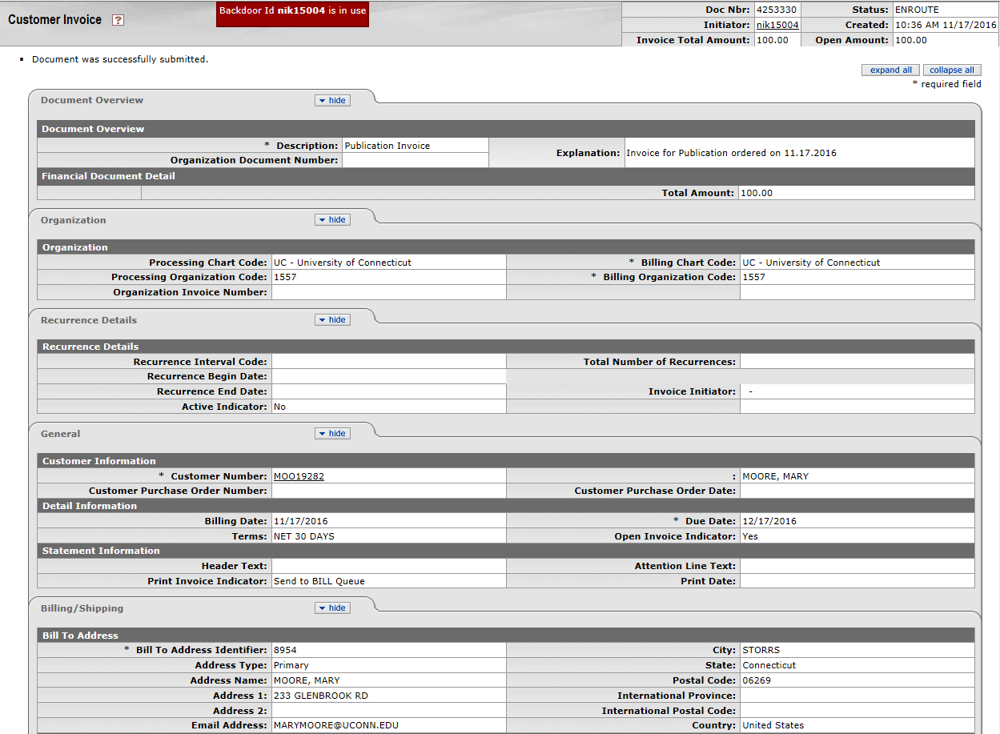 Customer Invoice ?
Backdoor Id nik15004 is in use
Doc Nbr: 4253330 Status: ENROUTE
Initiator: nik15004 Created: 10:36 AM 11/17/2016
Invoice Total Amount: 100.00 Open Amount: 100.00
Document was successfully submitted.
expand all collapse all
* required field
Document Overview hide
Document Overview
* Description: Publication Invoice Explanation: Invoice for Publication ordered on 11.17.2016
Organization Document Number:
Financial Document Detail
Total Amount: 100.00
Organization hide
Organization
Processing Chart Code: UC - University of Connecticut * Billing Chart Code: UC - University of Connecticut
Processing Organization Code: 1557 * Billing Organization Code: 1557
Organization Invoice Number:
Recurrence Details hide
Recurrence Details
Recurrence Interval Code: Total Number of Recurrences:
Recurrence Begin Date:
Recurrence End Date: Invoice Initiator: -
Active Indicator: No
General hide
Customer Information
* Customer Number: MOO19282 : MOORE, MARY
Customer Purchase Order Number: Customer Purchase Order Date:
Detail Information
Billing Date: 11/17/2016 * Due Date: 12/17/2016
Terms: NET 30 DAYS Open Invoice Indicator: Yes
Statement Information
Header Text: Attention Line Text:
Print Invoice Indicator: Send to BILL Queue Print Date:
Billing/Shipping hide
Bill To Address
* Bill To Address Identifier: 8954 City: STORRS
Address Type: Primary State: Connecticut
Address Name: MOORE, MARY Postal Code: 06269
Address 1: 233 GLENBROOK RD International Province:
Address 2: International Postal Code:
Email Address: MARYMOORE@UCONN.EDU Country: United States